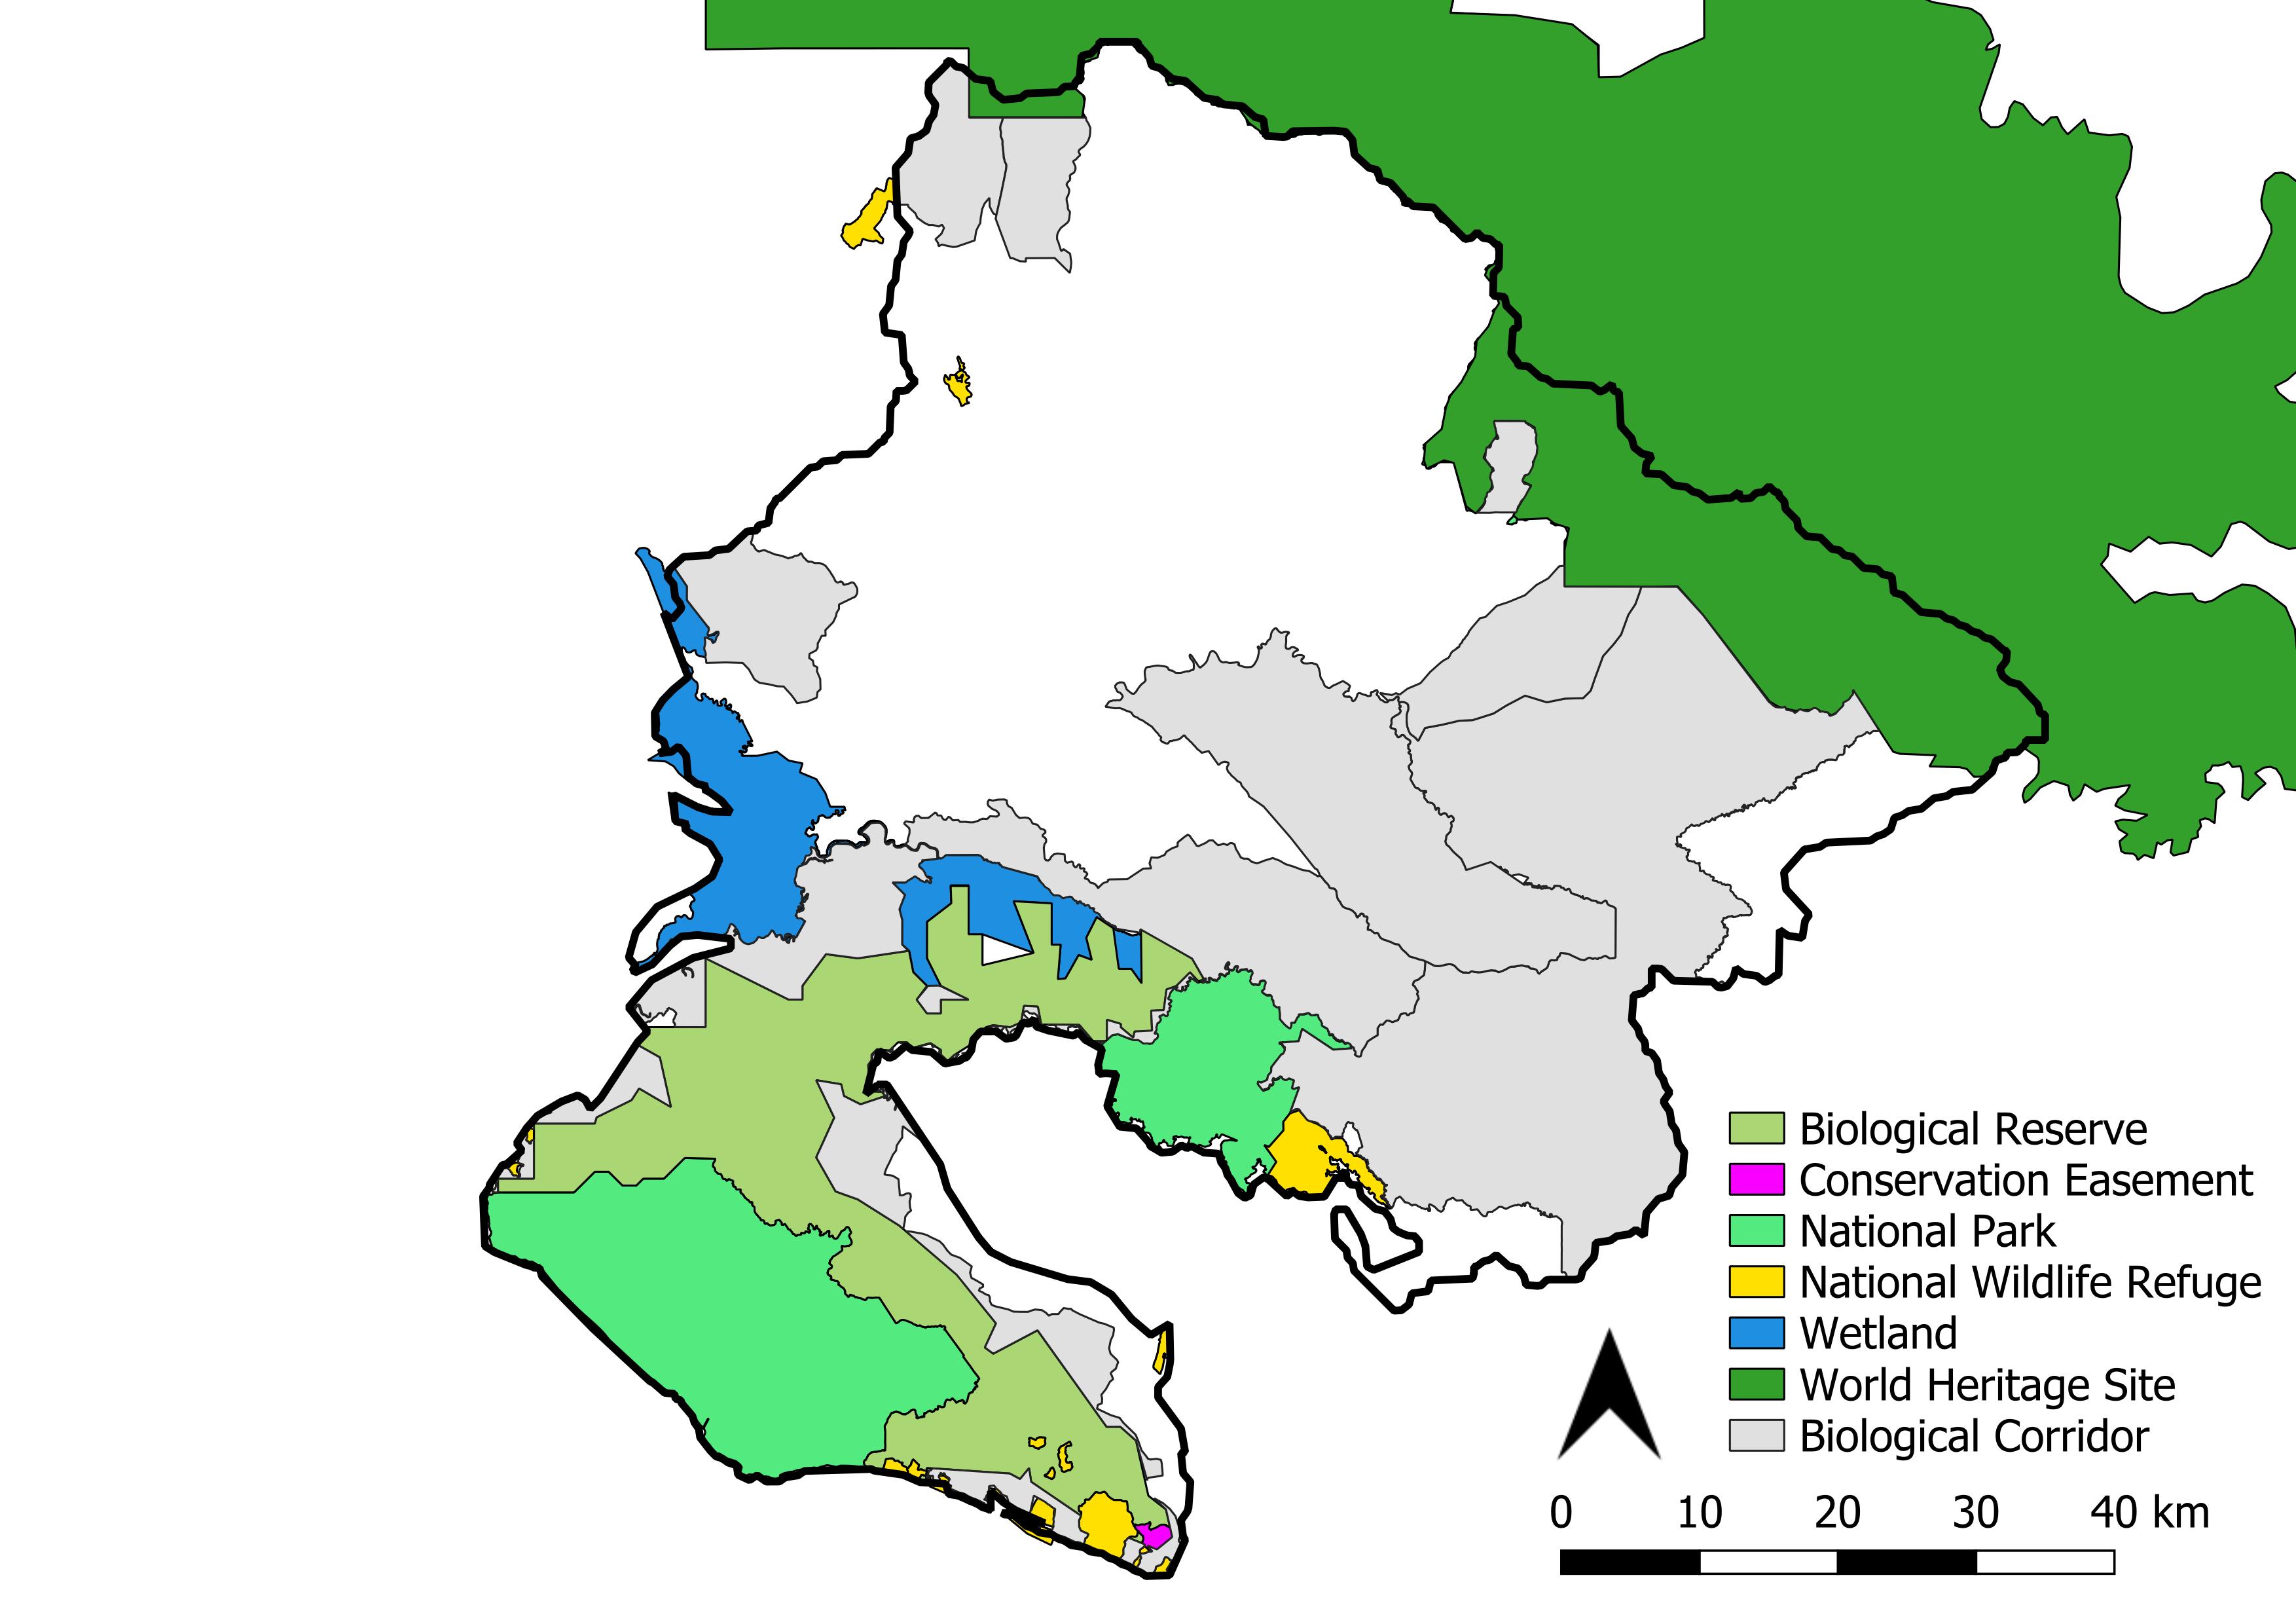 Biological Reserve
Conservation Easement
National Park
National Wildlife Refuge
Wetland
World Heritage Site
Biological Corridor
0 10 20 30 40 km